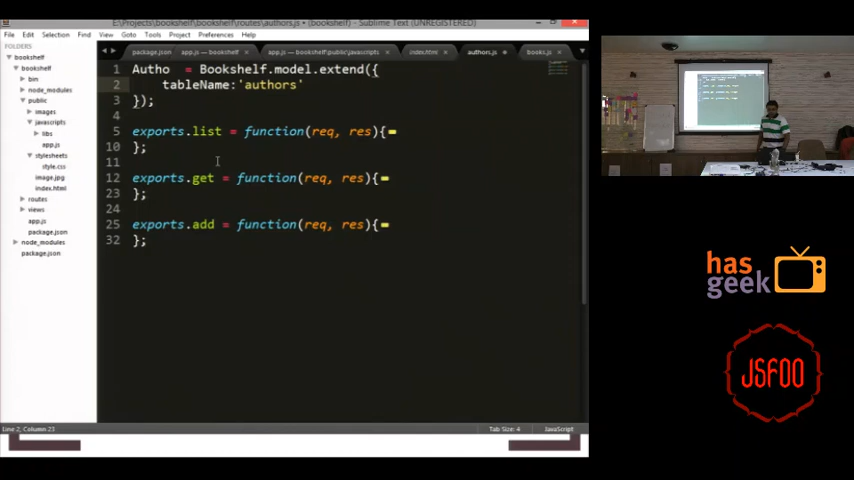 E:\Projects\bookshelf\bookshelf\routes\authors.js • (bookshelf) - Sublime Text (UNREGISTERED)
File Edit Selection Find View Goto Tools Project Preferences Help
FOLDERS
bookshelf
bookshelf
bin
node_modules
public
images
javascripts
libs
app.js
stylesheets
style.css
image.jpg
index.html
routes
views
app.js
package.json
node_modules
package.json
package.json app.js — bookshelf app.js — bookshelf\public\javascripts index.html authors.js books.js
1 Autho = Bookshelf.model.extend({
2 tableName:'authors'
3 });
4
5 exports.list = function(req, res){
10 };
11
12 exports.get = function(req, res){
23 };
24
25 exports.add = function(req, res){
32 };
Line 2, Column 23 Tab Size: 4 JavaScript
has
geek
JSFOO